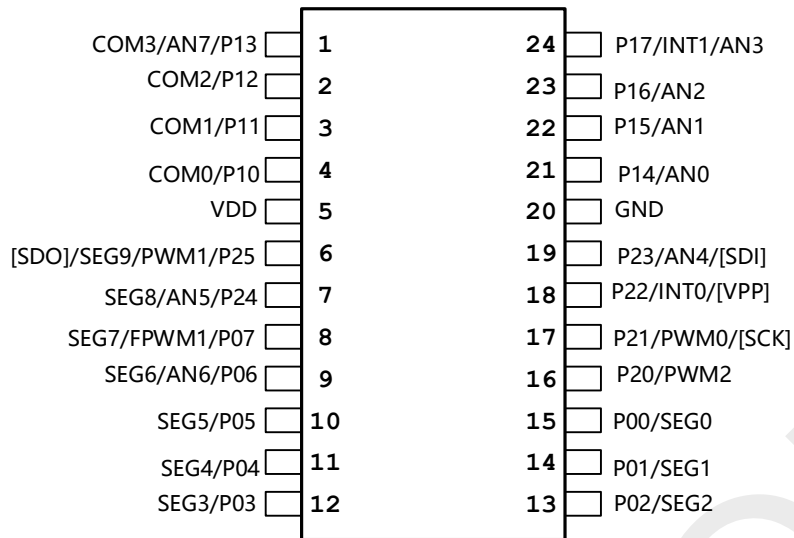 COM3/AN7/P13 1 24 P17/INT1/AN3
COM2/P12 2 23 P16/AN2
COM1/P11 3 22 P15/AN1
COM0/P10 4 21 P14/AN0
VDD 5 20 GND
[SDO]/SEG9/PWM1/P25 6 19 P23/AN4/[SDI]
SEG8/AN5/P24 7 18 P22/INT0/[VPP]
SEG7/FPWM1/P07 8 17 P21/PWM0/[SCK]
SEG6/AN6/P06 9 16 P20/PWM2
SEG5/P05 10 15 P00/SEG0
SEG4/P04 11 14 P01/SEG1
SEG3/P03 12 13 P02/SEG2